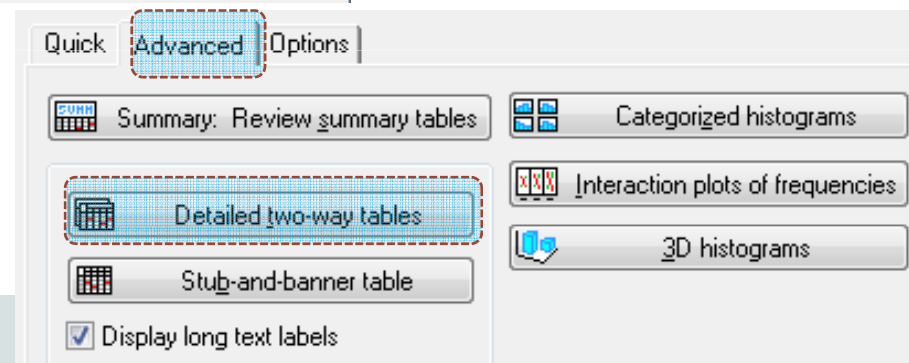 Quick Advanced Options
Summary: Review summary tables
Detailed two-way tables
Stub-and-banner table
Display long text labels
Categorized histograms
Interaction plots of frequencies
3D histograms